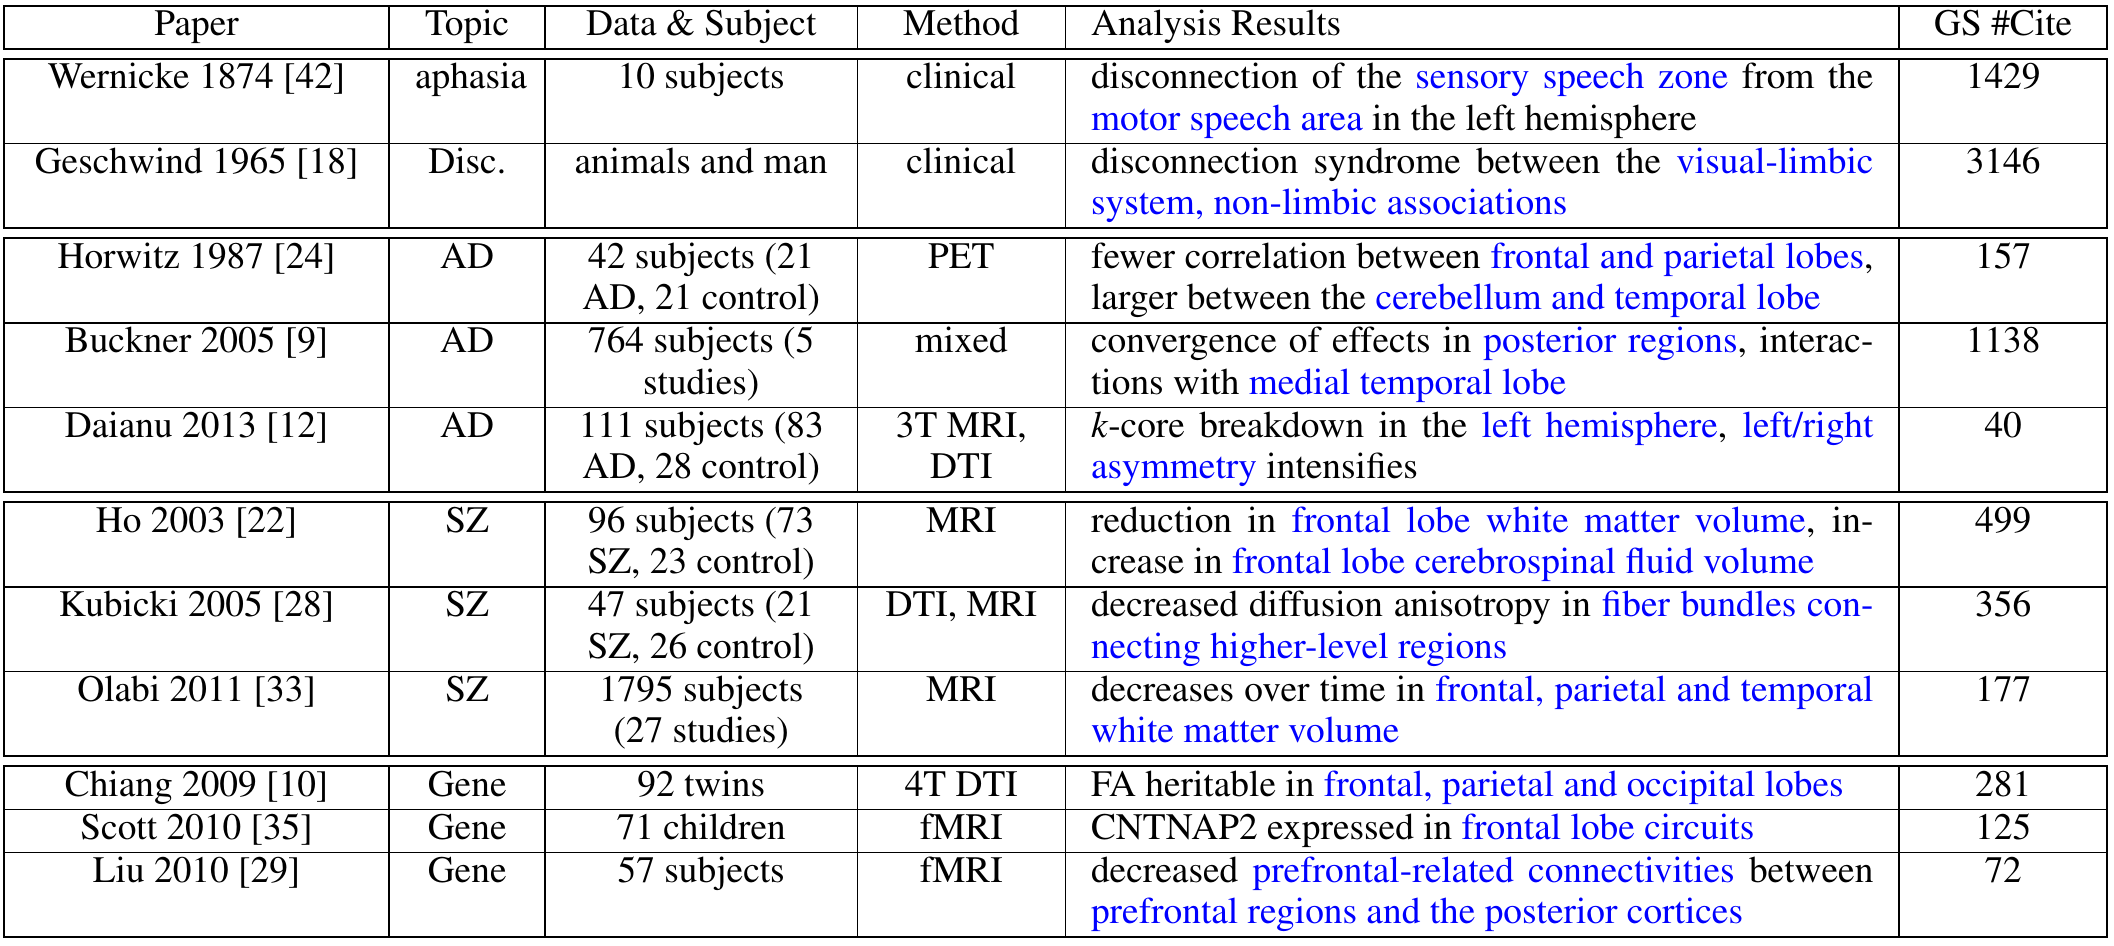 Paper Topic Data & Subject Method Analysis Results GS #Cite
Wernicke 1874 [42] aphasia 10 subjects clinical disconnection of the sensory speech zone from the 1429
motor speech area in the left hemisphere
Geschwind 1965 [18] Disc. animals and man clinical disconnection syndrome between the visual-limbic 3146
system, non-limbic associations
Horwitz 1987 [24] AD 42 subjects (21 PET fewer correlation between frontal and parietal lobes, 157
AD, 21 control) larger between the cerebellum and temporal lobe
Buckner 2005 [9] AD 764 subjects (5 mixed convergence of effects in posterior regions, interac- 1138
studies) tions with medial temporal lobe
Daianu 2013 [12] AD 111 subjects (83 3T MRI, k-core breakdown in the left hemisphere, left/right 40
AD, 28 control) DTI asymmetry intensifies
Ho 2003 [22] SZ 96 subjects (73 MRI reduction in frontal lobe white matter volume, in- 499
SZ, 23 control) crease in frontal lobe cerebrospinal fluid volume
Kubicki 2005 [28] SZ 47 subjects (21 DTI, MRI decreased diffusion anisotropy in fiber bundles con- 356
SZ, 26 control) necting higher-level regions
Olabi 2011 [33] SZ 1795 subjects MRI decreases over time in frontal, parietal and temporal 177
(27 studies) white matter volume
Chiang 2009 [10] Gene 92 twins 4T DTI FA heritable in frontal, parietal and occipital lobes 281
Scott 2010 [35] Gene 71 children fMRI CNTNAP2 expressed in frontal lobe circuits 125
Liu 2010 [29] Gene 57 subjects fMRI decreased prefrontal-related connectivities between 72
prefrontal regions and the posterior cortices